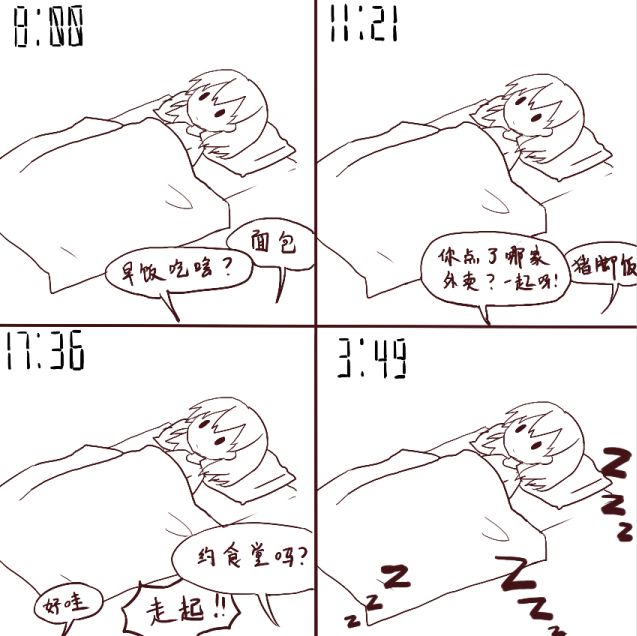 8:00
早饭吃啥？
面包
11:21
你点了哪家
外卖？一起呀！
猪脚饭
17:36
约食堂吗？
走起！！
好哇
3:49
Z
Z
Z
Z
Z
Z
Z
Z
Z